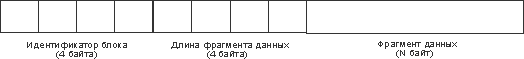 Идентификатор блока
(4 байта)
Длина фрагмента данных
(4 байта)
Фрагмент данных
(N байт)